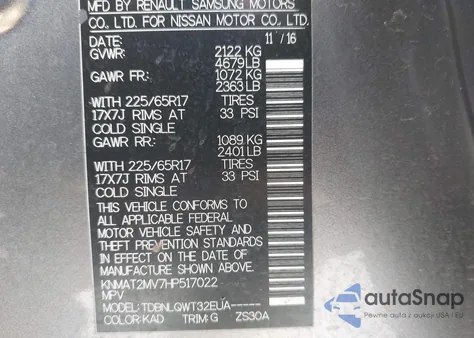 MFD BY RENAULT SAMSUNG MOTORS
CO., LTD. FOR NISSAN MOTOR CO., LTD.
DATE: 11 / 16
GVWR: 2122 KG
4679LB
GAWR FR.: 1072 KG
2363 LB
WITH 225/65R17 TIRES
17X7J RIMS AT 33 PSI
COLD SINGLE
GAWR RR.: 1089 KG
2401 LB
WITH 225/65R17 TIRES
17X7J RIMS AT 33 PSI
COLD SINGLE
THIS VEHICLE CONFORMS TO
ALL APPLICABLE FEDERAL
MOTOR VEHICLE SAFETY AND
THEFT PREVENTION STANDARDS
IN EFFECT ON THE DATE OF
MANUFACTURE SHOWN ABOVE.
KNMAT2MV7HP517022
MPV
MODEL: TDBNLQWT32EUA-----
COLOR:KAD TRIM:G ZS30A
autoSnap
Pewne auta z USA i EU